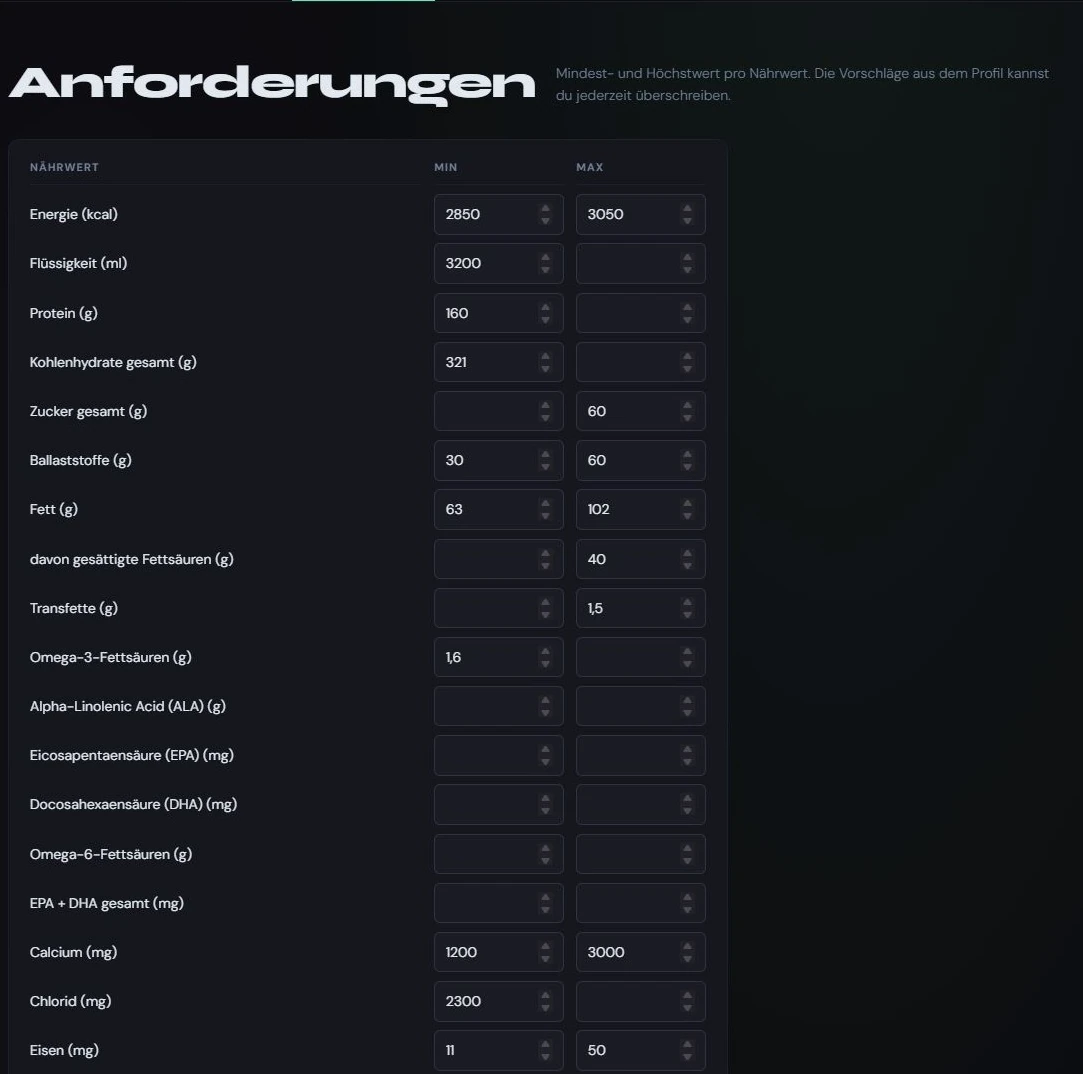 Anforderungen
Mindest- und Höchstwert pro Nährwert. Die Vorschläge aus dem Profil kannst
du jederzeit überschreiben.
NÄHRWERT MIN MAX
Energie (kcal) 2850 3050
Flüssigkeit (ml) 3200
Protein (g) 160
Kohlenhydrate gesamt (g) 321
Zucker gesamt (g) 60
Ballaststoffe (g) 30 60
Fett (g) 63 102
davon gesättigte Fettsäuren (g) 40
Transfette (g) 1,5
Omega-3-Fettsäuren (g) 1,6
Alpha-Linolenic Acid (ALA) (g)
Eicosapentaensäure (EPA) (mg)
Docosahexaensäure (DHA) (mg)
Omega-6-Fettsäuren (g)
EPA + DHA gesamt (mg)
Calcium (mg) 1200 3000
Chlorid (mg) 2300
Eisen (mg) 11 50